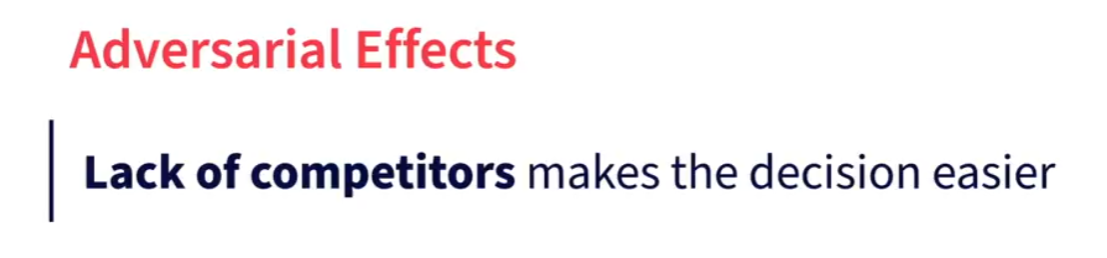 Adversarial Effects
Lack of competitors makes the decision easier